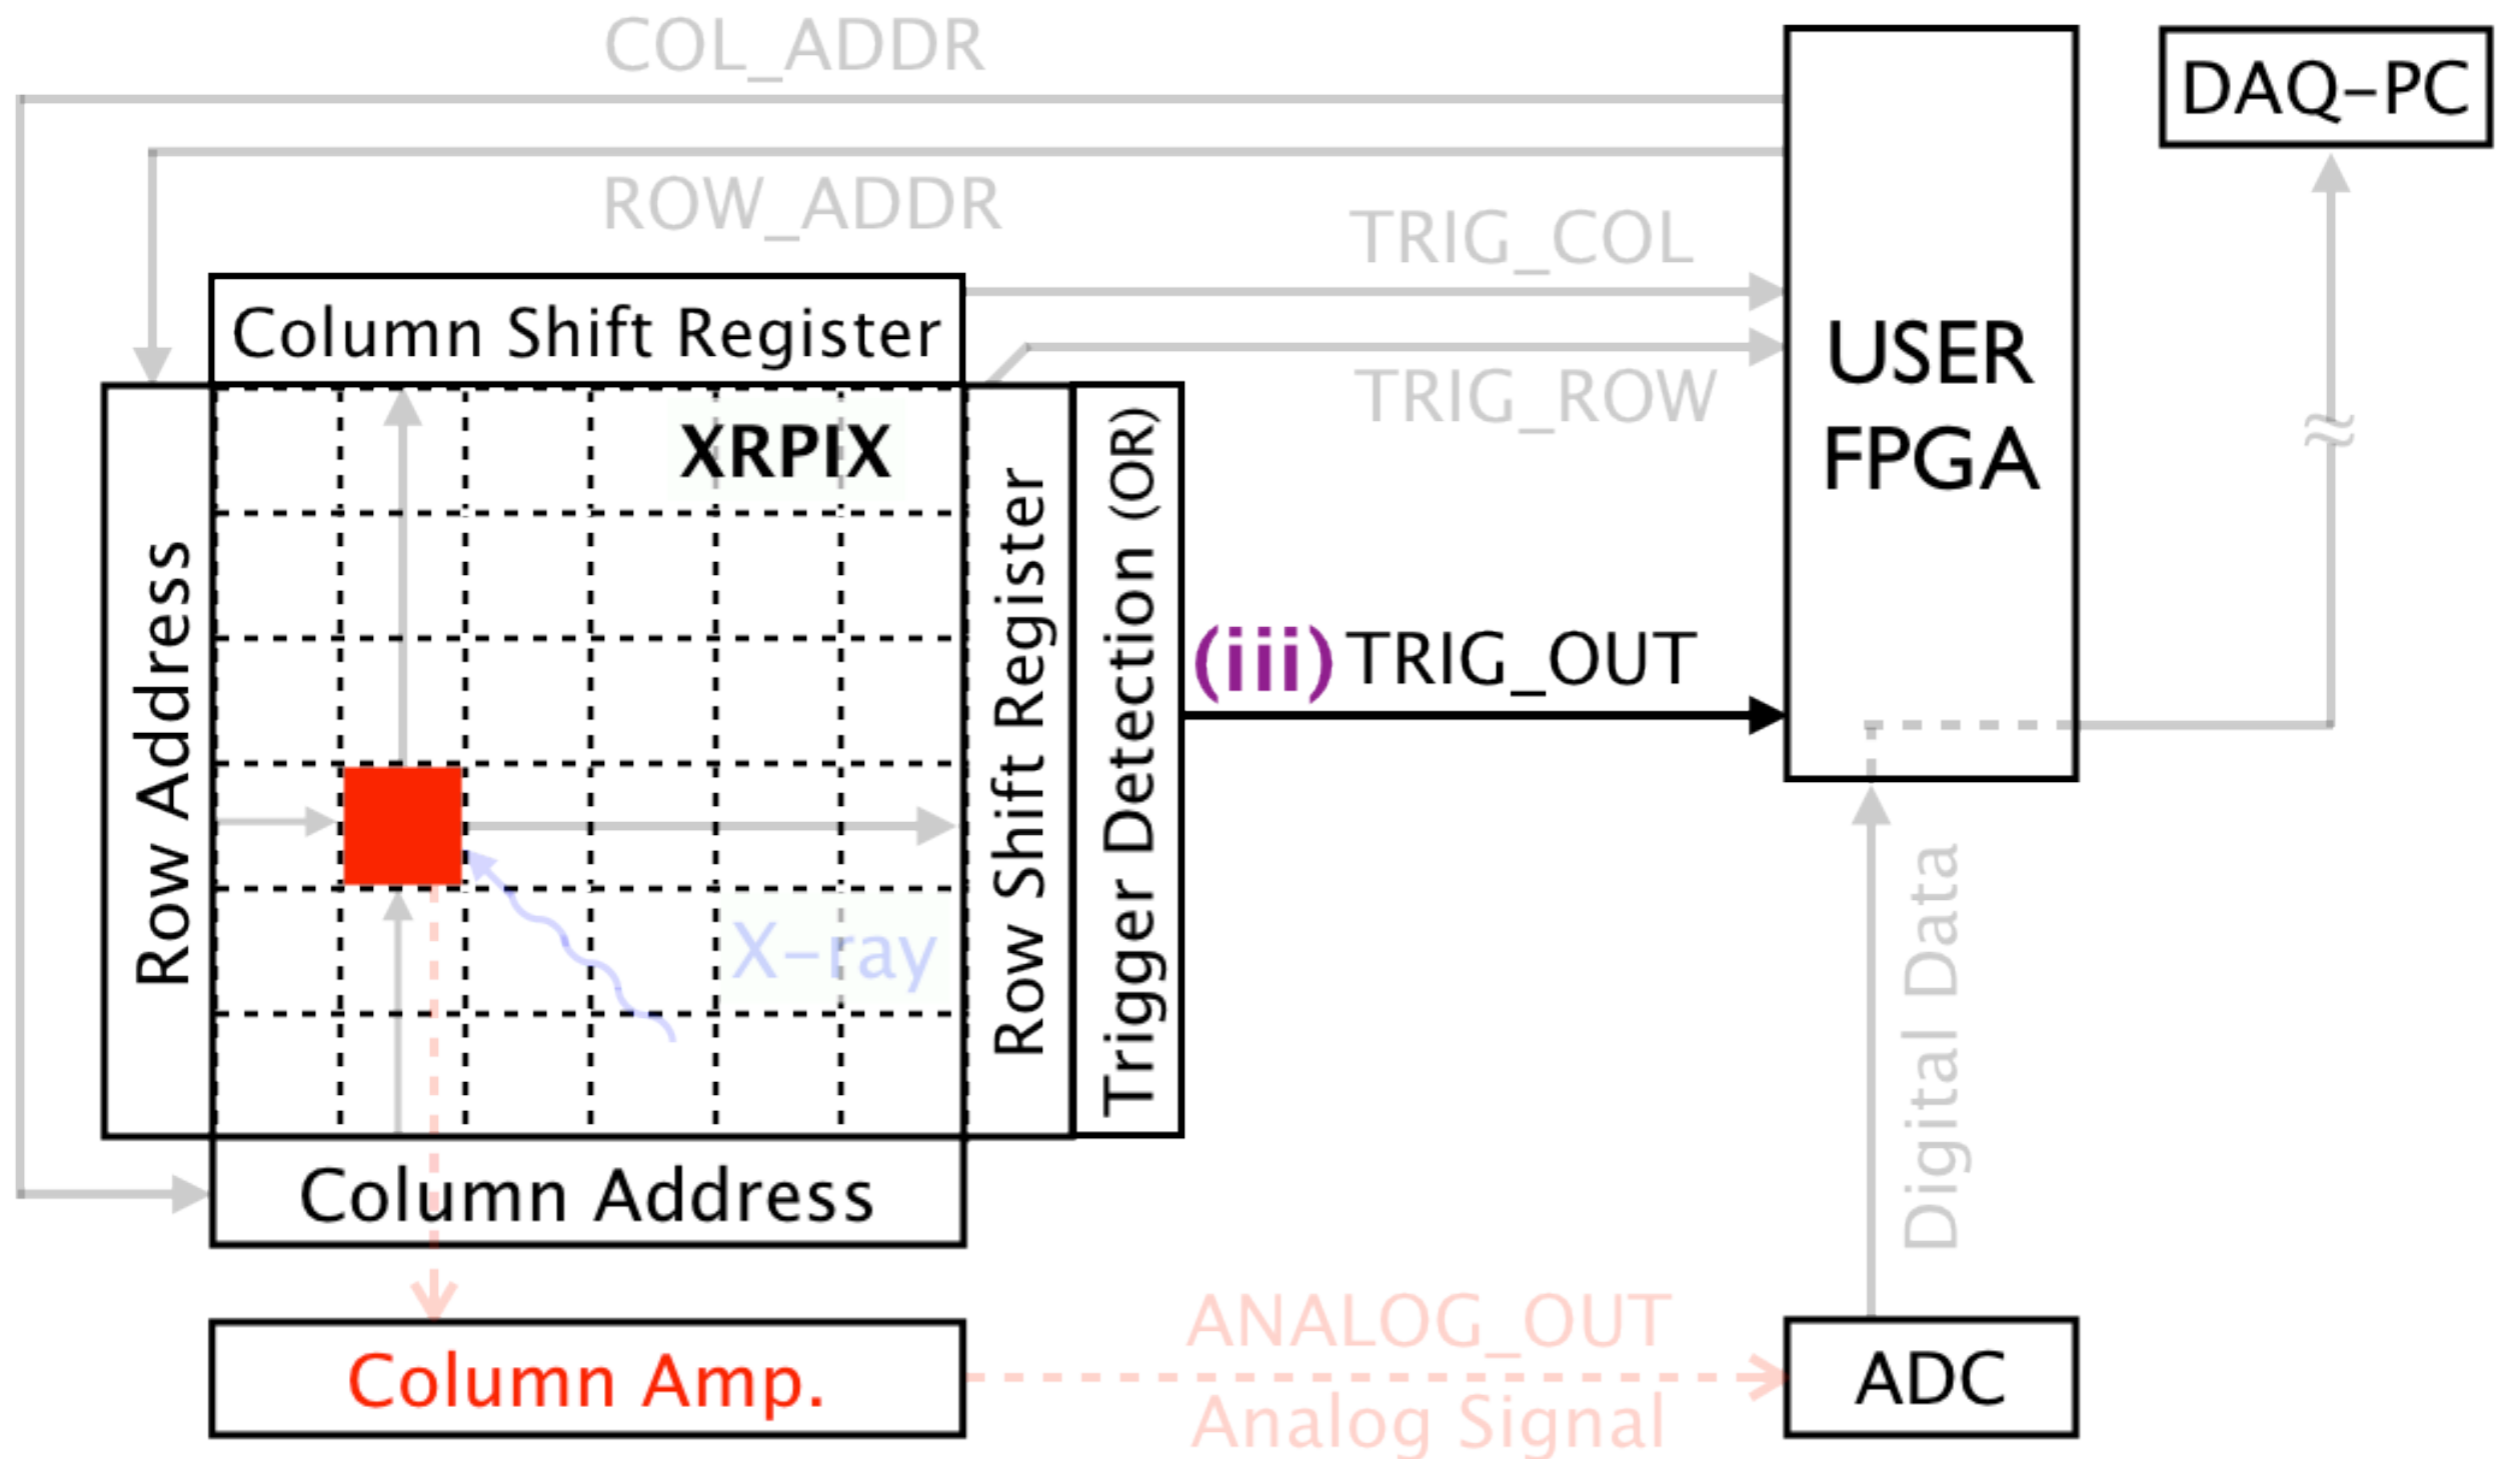 COL_ADDR
DAQ-PC
ROW_ADDR
TRIG_COL
Column Shift Register
TRIG_ROW
USER
FPGA
XRPIX
Row Address
Row Shift Register
Trigger Detection (OR)
(iii) TRIG_OUT
≈
X-ray
Digital Data
Column Address
ANALOG_OUT
Column Amp.
ADC
Analog Signal